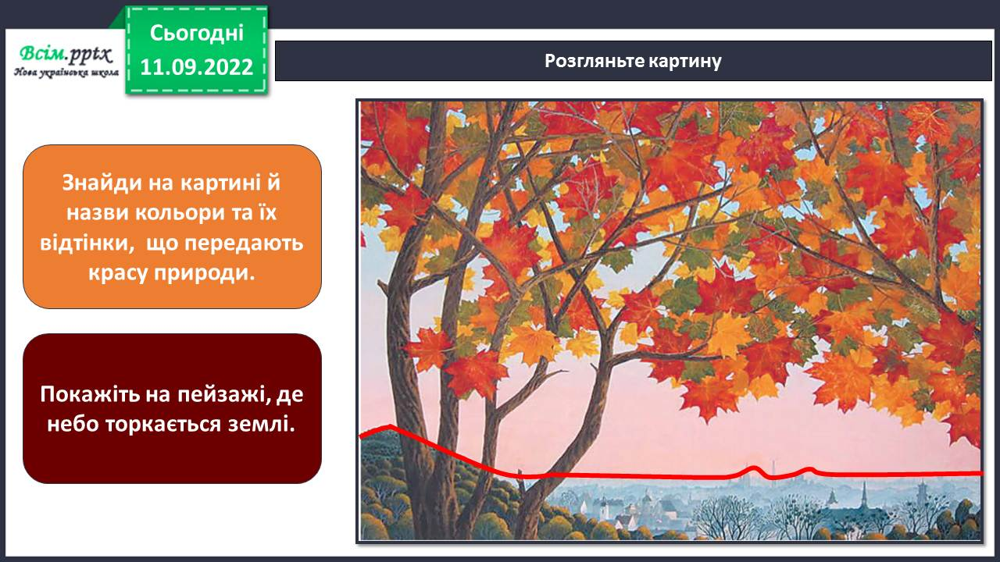 Всім.pptx
Нова українська школа
Сьогодні
11.09.2022
Розгляньте картину
Знайди на картині й
назви кольори та їх
відтінки, що передають
красу природи.
Покажіть на пейзажі, де
небо торкається землі.